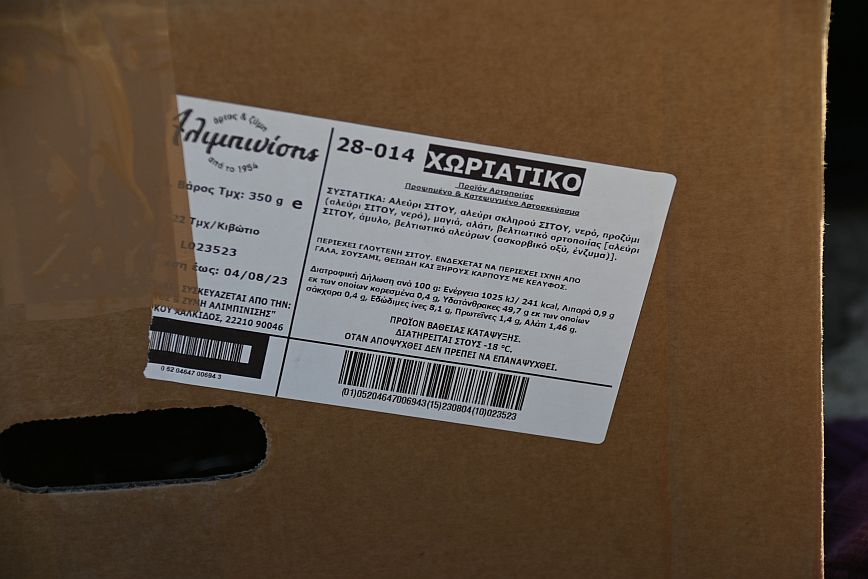 άρτος & ζύμη
Αλιμπινίσης
από το 1954
Βάρος Τμχ: 350 g e
22 Τμχ/Κιβώτιο
L023523
έως: 04/08/23
ΣΥΣΚΕΥΑΖΕΤΑΙ ΑΠΟ ΤΗΝ:
& ΖΥΜΗ ΑΛΙΜΠΙΝΙΣΗΣ"
ΧΑΛΚΙΔΟΣ, 22210 90046
0 52 04647 00694 3
28-014 ΧΩΡΙΑΤΙΚΟ
Προϊόν Αρτοποιίας
Προψημένο & Κατεψυγμένο Αρτοσκεύασμα
ΣΥΣΤΑΤΙΚΑ: Αλεύρι ΣΙΤΟΥ, αλεύρι σκληρού ΣΙΤΟΥ, νερό, προζύμι
(αλεύρι ΣΙΤΟΥ, νερό), μαγιά, αλάτι, βελτιωτικό αρτοποιίας [αλεύρι
ΣΙΤΟΥ, άμυλο, βελτιωτικό αλεύρων (ασκορβικό οξύ, ένζυμα)].
ΠΕΡΙΕΧΕΙ ΓΛΟΥΤΕΝΗ ΣΙΤΟΥ. ΕΝΔΕΧΕΤΑΙ ΝΑ ΠΕΡΙΕΧΕΙ ΙΧΝΗ ΑΠΟ
ΓΑΛΑ, ΣΟΥΣΑΜΙ, ΘΕΙΩΔΗ ΚΑΙ ΞΗΡΟΥΣ ΚΑΡΠΟΥΣ ΜΕ ΚΕΛΥΦΟΣ.
Διατροφική Δήλωση ανό 100 g: Ενέργεια 1025 kJ/ 241 kcal, Λιπαρά 0,9 g
εκ των οποίων κορεσμένα 0,4 g, Υδατάνθρακες 49,7 g εκ των οποίων
σάκχαρα 0,4 g, Εδώδιμες ίνες 8,1 g, Πρωτεΐνες 1,4 g, Αλάτι 1,46 g.
ΠΡΟΪΟΝ ΒΑΘΕΙΑΣ ΚΑΤΑΨΥΞΗΣ.
ΔΙΑΤΗΡΕΙΤΑΙ ΣΤΟΥΣ -18 °C.
ΟΤΑΝ ΑΠΟΨΥΧΘΕΙ ΔΕΝ ΠΡΕΠΕΙ ΝΑ ΕΠΑΝΑΨΥΧΘΕΙ.
(01)05204647006943(15)230804(10)023523